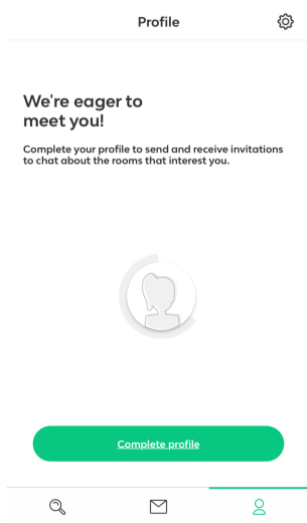 Profile
We're eager to
meet you!
Complete your profile to send and receive invitations
to chat about the rooms that interest you.
Complete profile